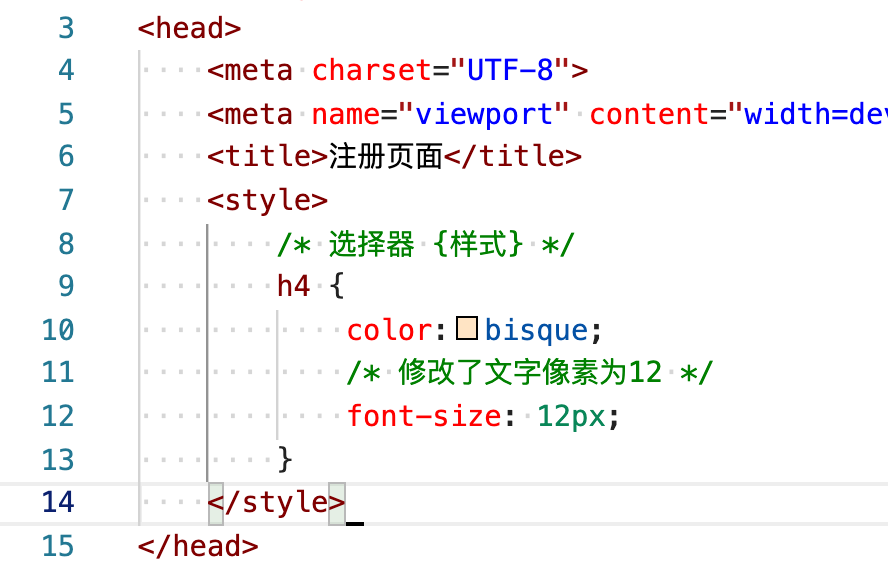 3 <head>
4 <meta charset="UTF-8">
5 <meta name="viewport" content="width=dev
6 <title>注册页面</title>
7 <style>
8 /* 选择器 {样式} */
9 h4 {
10 color: bisque;
11 /* 修改了文字像素为12 */
12 font-size: 12px;
13 }
14 </style>
15 </head>